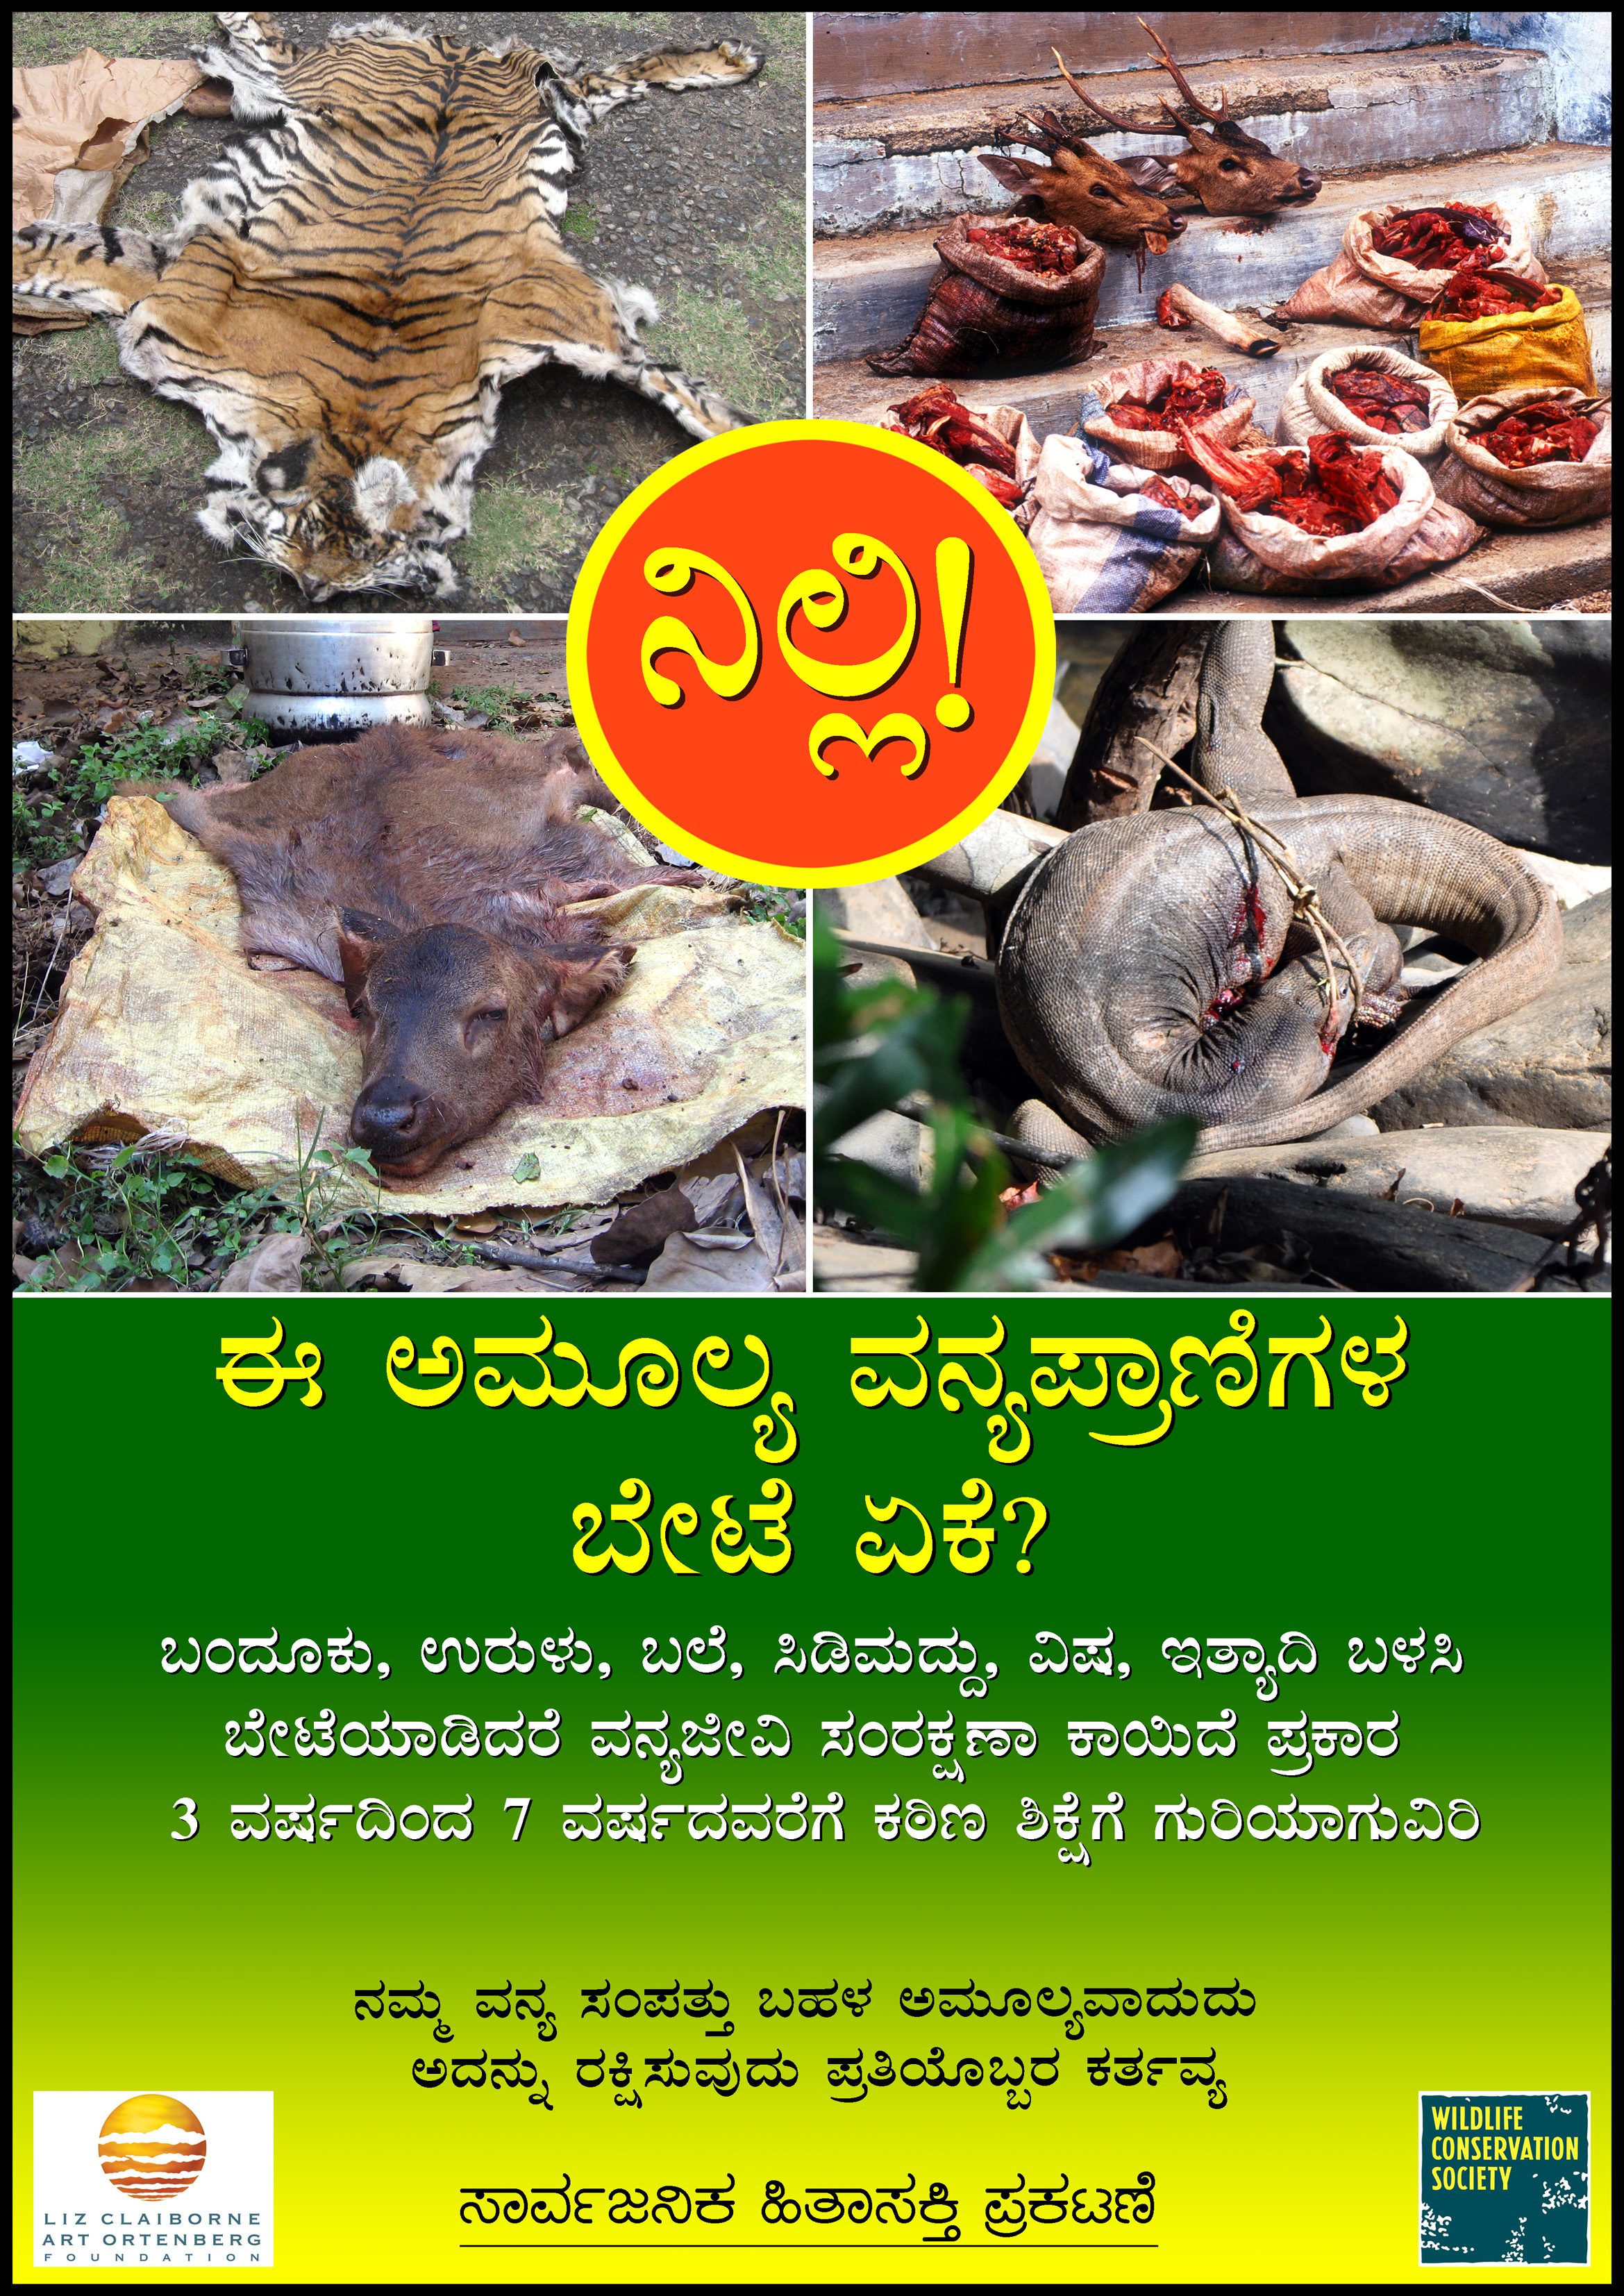 ನಿಲ್ಲಿ!
ಈ ಅಮೂಲ್ಯ ವನ್ಯಪ್ರಾಣಿಗಳ
ಬೇಟೆ ಏಕೆ?
ಬಂದೂಕು, ಉರುಳು, ಬಲೆ, ಸಿಡಿಮದ್ದು, ವಿಷ, ಇತ್ಯಾದಿ ಬಳಸಿ
ಬೇಟೆಯಾಡಿದರೆ ವನ್ಯಜೀವಿ ಸಂರಕ್ಷಣಾ ಕಾಯಿದೆ ಪ್ರಕಾರ
3 ವರ್ಷದಿಂದ 7 ವರ್ಷದವರೆಗೆ ಕಠಿಣ ಶಿಕ್ಷೆಗೆ ಗುರಿಯಾಗುವಿರಿ
ನಮ್ಮ ವನ್ಯ ಸಂಪತ್ತು ಬಹಳ ಅಮೂಲ್ಯವಾದುದು
ಅದನ್ನು ರಕ್ಷಿಸುವುದು ಪ್ರತಿಯೊಬ್ಬರ ಕರ್ತವ್ಯ
ಸಾರ್ವಜನಿಕ ಹಿತಾಸಕ್ತಿ ಪ್ರಕಟಣೆ
LIZ CLAIBORNE
ART ORTENBERG
FOUNDATION
WILDLIFE
CONSERVATION
SOCIETY